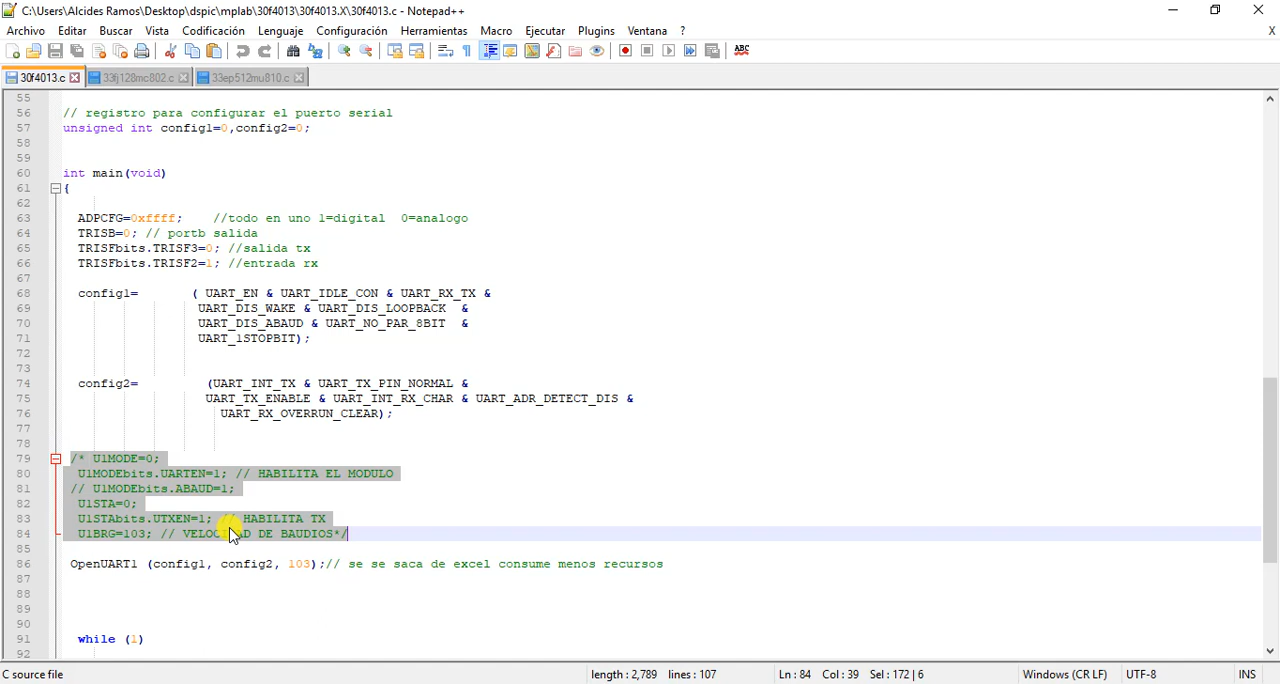 C:\Users\Alcides Ramos\Desktop\dspic\mplab\30f4013\30f4013.X\30f4013.c - Notepad++
Archivo Editar Buscar Vista Codificación Lenguaje Configuración Herramientas Macro Ejecutar Plugins Ventana ? X
30f4013.c 33fj128mc802.c 33ep512mu810.c
55
56 // registro para configurar el puerto serial
57 unsigned int config1=0,config2=0;
58
59
60 int main(void)
61 {
62
63 ADPCFG=0xffff; //todo en uno 1=digital 0=analogo
64 TRISB=0; // portb salida
65 TRISFbits.TRISF3=0; //salida tx
66 TRISFbits.TRISF2=1; //entrada rx
67
68 config1= ( UART_EN & UART_IDLE_CON & UART_RX_TX &
69 UART_DIS_WAKE & UART_DIS_LOOPBACK &
70 UART_DIS_ABAUD & UART_NO_PAR_8BIT &
71 UART_1STOPBIT);
72
73
74 config2= (UART_INT_TX & UART_TX_PIN_NORMAL &
75 UART_TX_ENABLE & UART_INT_RX_CHAR & UART_ADR_DETECT_DIS &
76 UART_RX_OVERRUN_CLEAR);
77
78
79 /* U1MODE=0;
80 U1MODEbits.UARTEN=1; // HABILITA EL MODULO
81 // U1MODEbits.ABAUD=1;
82 U1STA=0;
83 U1STAbits.UTXEN=1; // HABILITA TX
84 U1BRG=103; // VELOCIDAD DE BAUDIOS*/
85
86 OpenUART1 (config1, config2, 103);// se se saca de excel consume menos recursos
87
88
89
90
91 while (1)
92
C source file length : 2,789 lines : 107 Ln : 84 Col : 39 Sel : 172 | 6 Windows (CR LF) UTF-8 INS